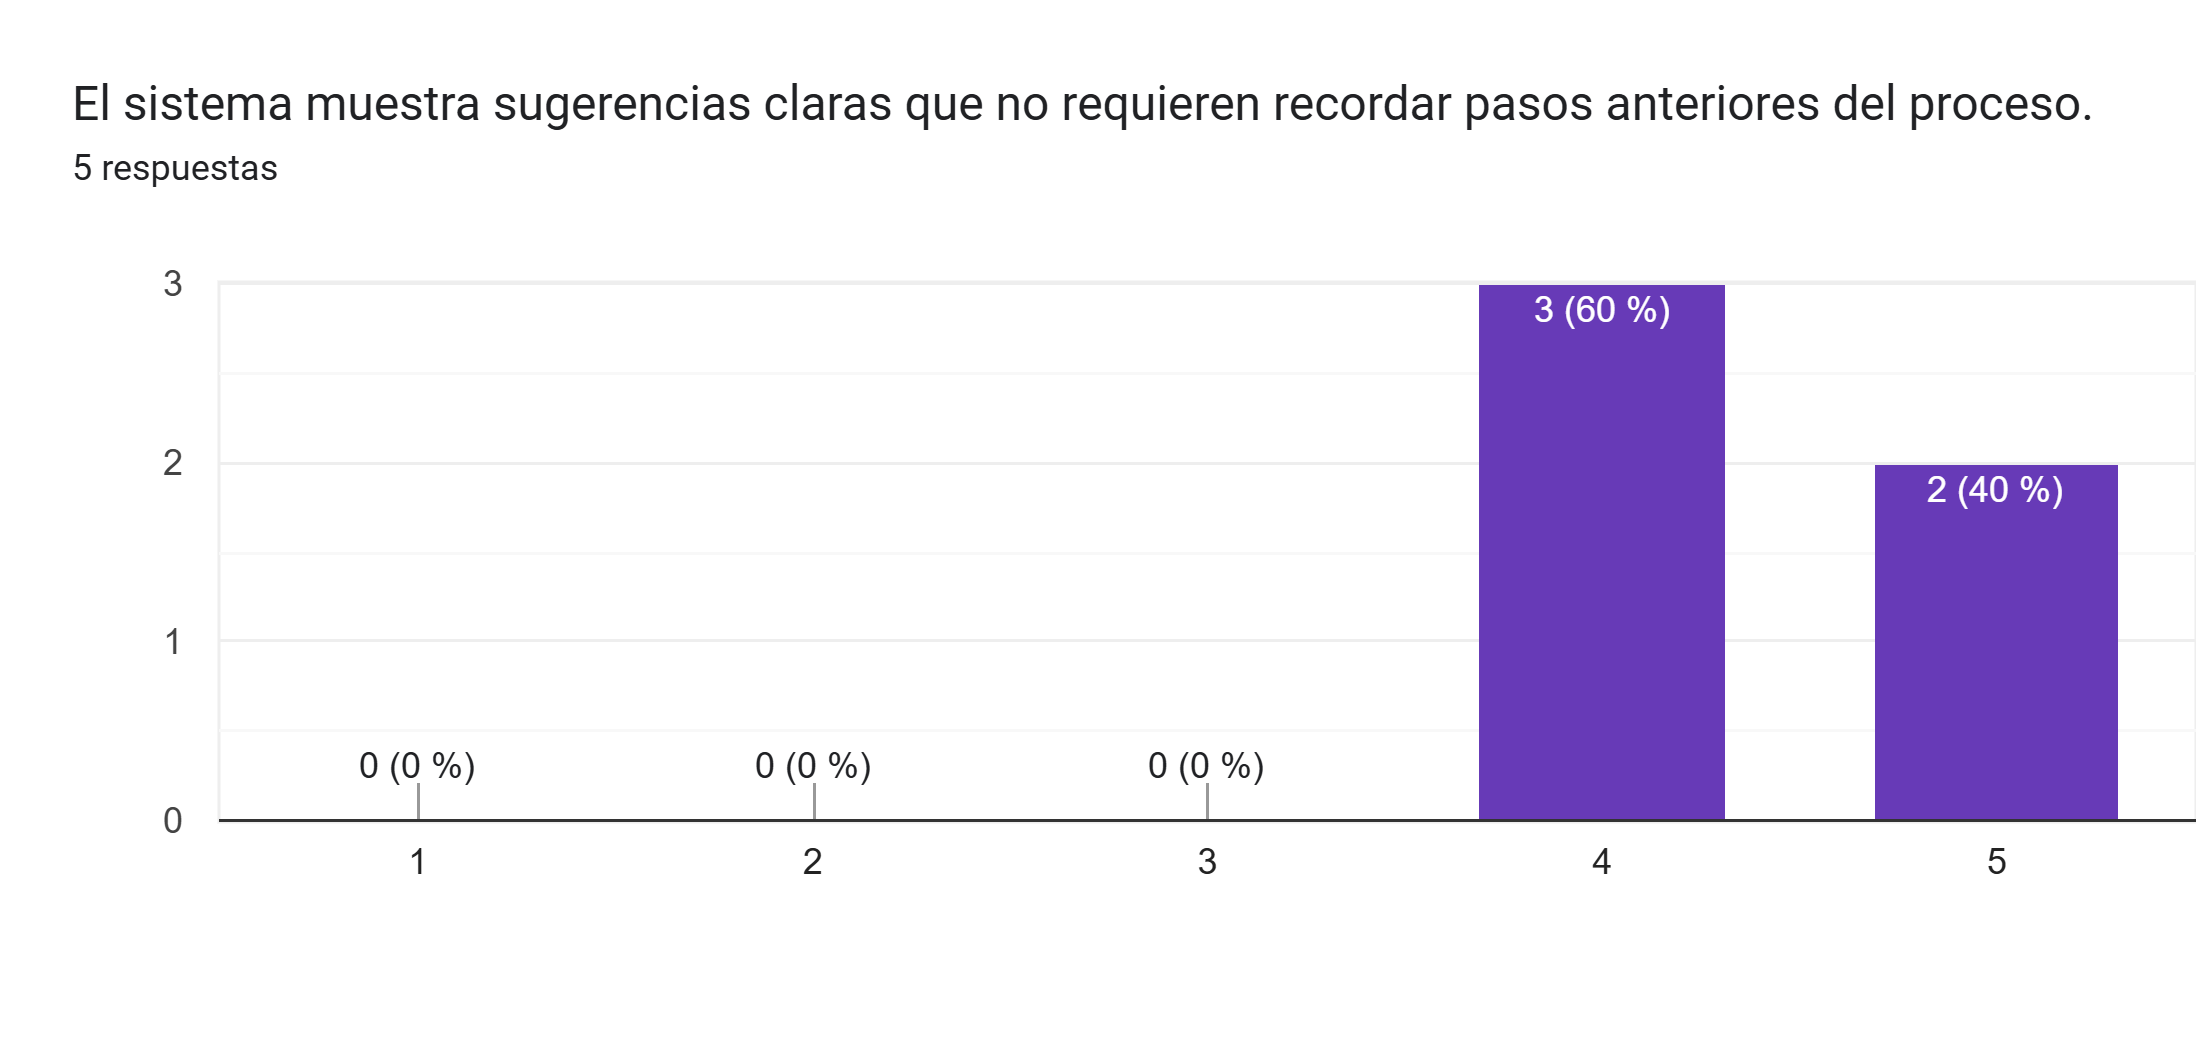 El sistema muestra sugerencias claras que no requieren recordar pasos anteriores del proceso.
5 respuestas
3
3 (60 %)
2
2 (40 %)
1
0 (0 %) 0 (0 %) 0 (0 %)
0
1 2 3 4 5